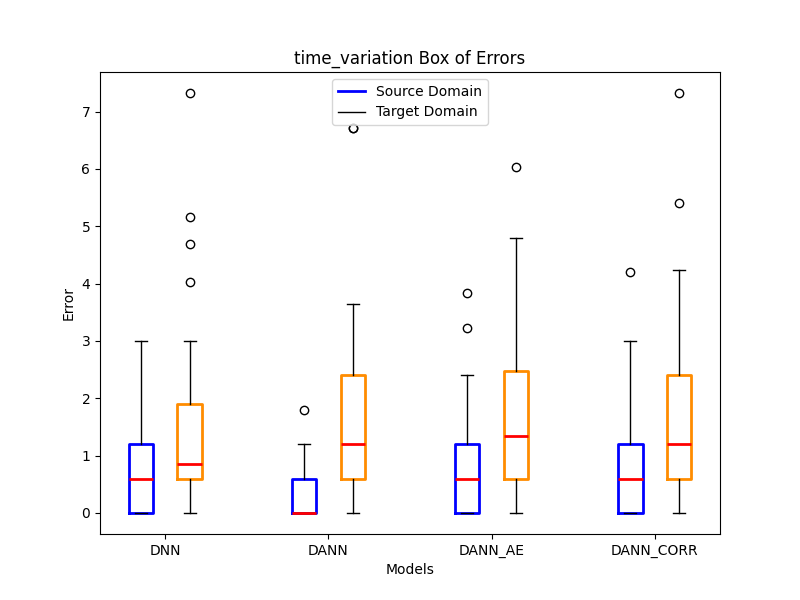 time_variation Box of Errors
Source Domain
Target Domain
7
6
5
4
3
2
1
0
Error
DNN
DANN
DANN_AE
DANN_CORR
Models